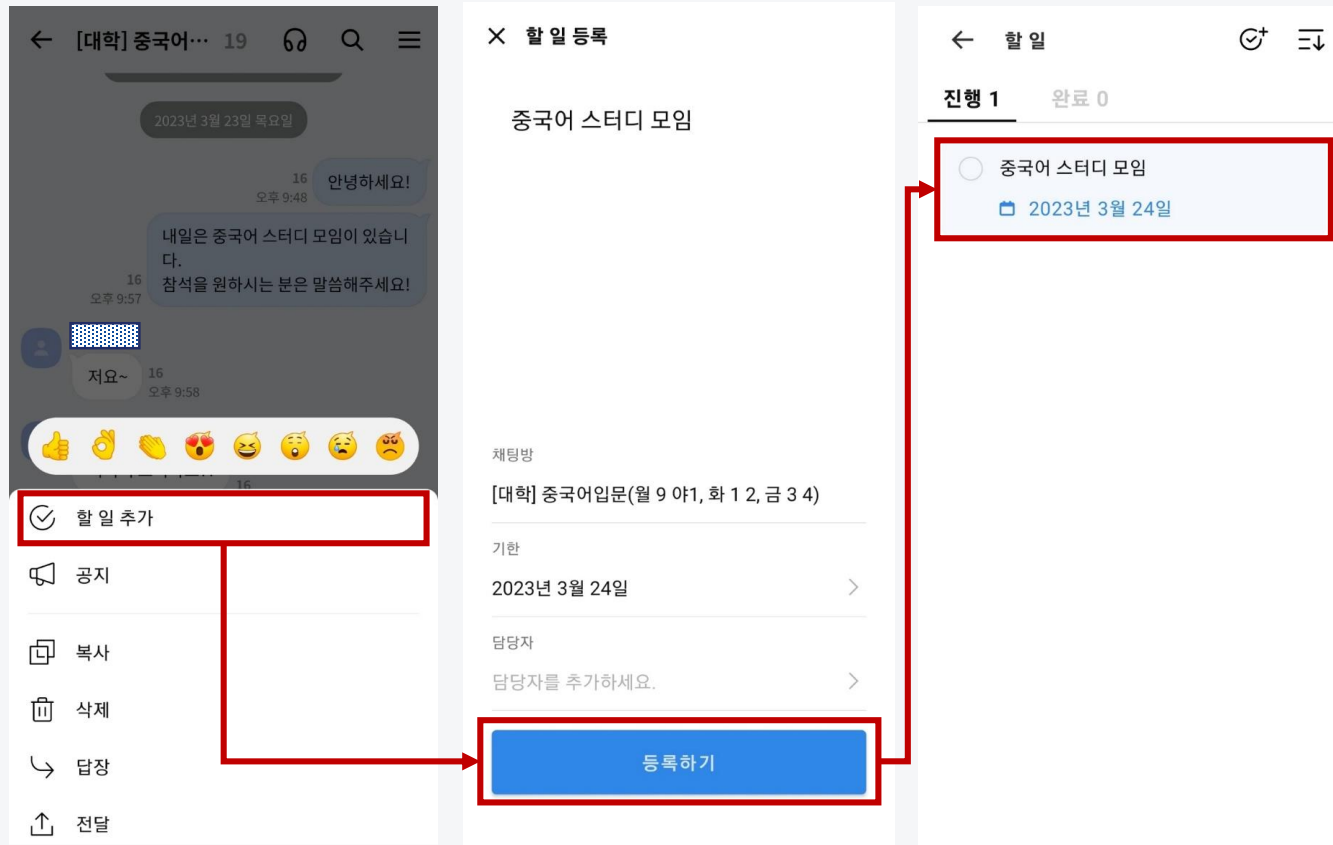 [대학] 중국어… 19
2023년 3월 23일 목요일
안녕하세요!
16
오후 9:48
내일은 중국어 스터디 모임이 있습니
다.
참석을 원하시는 분은 말씀해주세요!
16
오후 9:57
저요~
16
오후 9:58
16
할 일 추가
공지
복사
삭제
답장
전달
할 일 등록
중국어 스터디 모임
채팅방
[대학] 중국어입문(월 9 야1, 화 1 2, 금 3 4)
기한
2023년 3월 24일
담당자
담당자를 추가하세요.
등록하기
할 일
진행 1 완료 0
중국어 스터디 모임
2023년 3월 24일